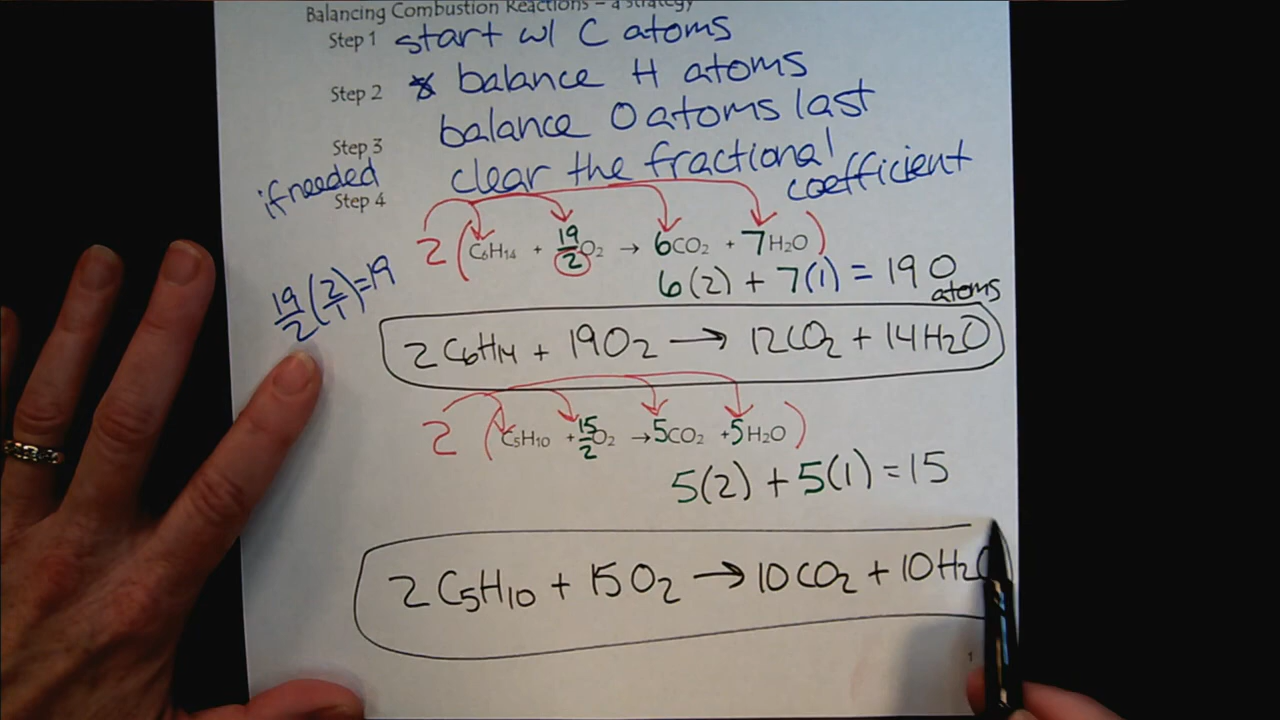 Balancing Combustion Reactions – a strategy
Step 1 start w/ C atoms
Step 2 * balance H atoms
Step 3 balance O atoms last
if needed Step 4 clear the fractional coefficient
2 (C₆H₁₄ + 19/2 O₂ → 6CO₂ + 7H₂O)
19/2 (2/1) = 19
6(2) + 7(1) = 19 O atoms
2C₆H₁₄ + 19O₂ → 12CO₂ + 14H₂O
2 (C₅H₁₀ + 15/2 O₂ → 5CO₂ + 5H₂O)
5(2) + 5(1) = 15
2C₅H₁₀ + 15O₂ → 10CO₂ + 10H₂O
1